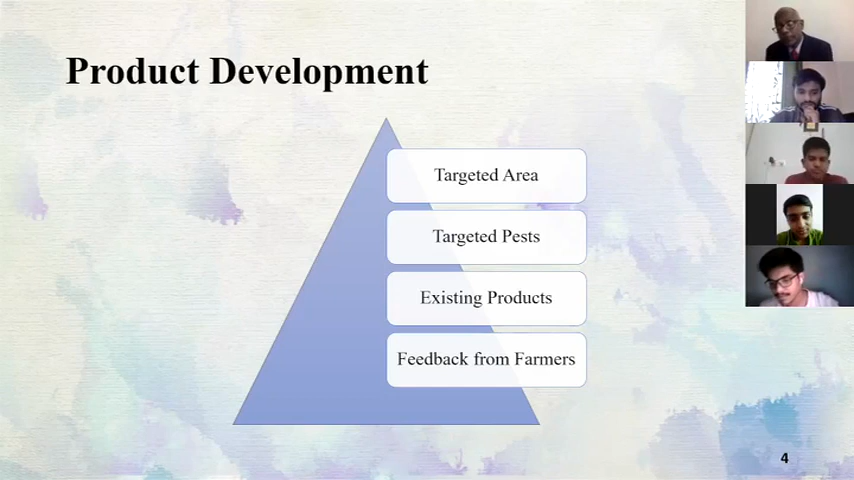 Product Development
Targeted Area
Targeted Pests
Existing Products
Feedback from Farmers
4